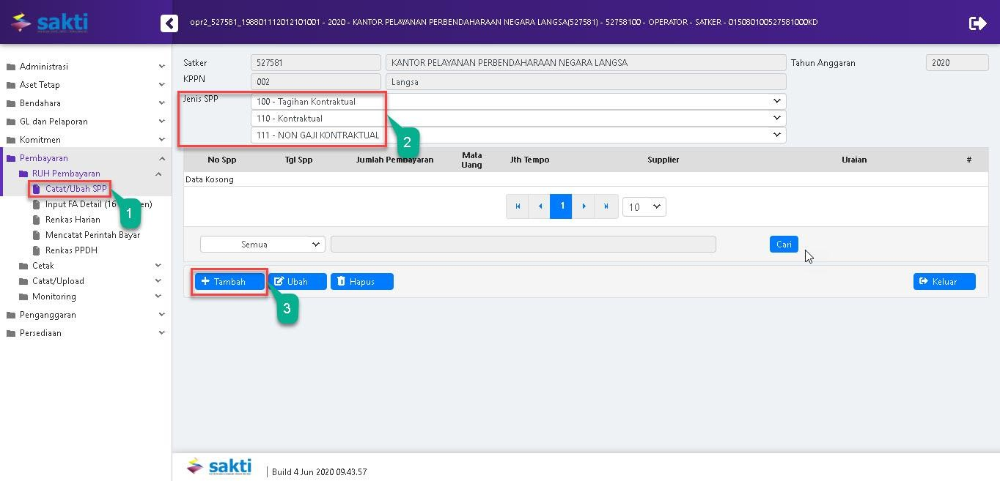 sakti
opr2_527581_198801112012101001 - 2020 - KANTOR PELAYANAN PERBENDAHARAAN NEGARA LANGSA(527581) - 52758100 - OPERATOR - SATKER - 015080100527581000KD
Administrasi
Aset Tetap
Bendahara
GL dan Pelaporan
Komitmen
Pembayaran
RUH Pembayaran
Catat/Ubah SPP
1
Input FA Detail (16 en)
Renkas Harian
Mencatat Perintah Bayar
Renkas PPDH
Cetak
Catat/Upload
Monitoring
Penganggaran
Persediaan
Satker 527581 KANTOR PELAYANAN PERBENDAHARAAN NEGARA LANGSA Tahun Anggaran 2020
KPPN 002 Langsa
Jenis SPP 100 - Tagihan Kontraktual
110 - Kontraktual
111 - NON GAJI KONTRAKTUAL
2
No Spp Tgl Spp Jumlah Pembayaran Mata Uang Jth Tempo Supplier Uraian #
Data Kosong
1 10
Semua Cari
Tambah Ubah Hapus Keluar
3
sakti | Build 4 Jun 2020 09.43.57